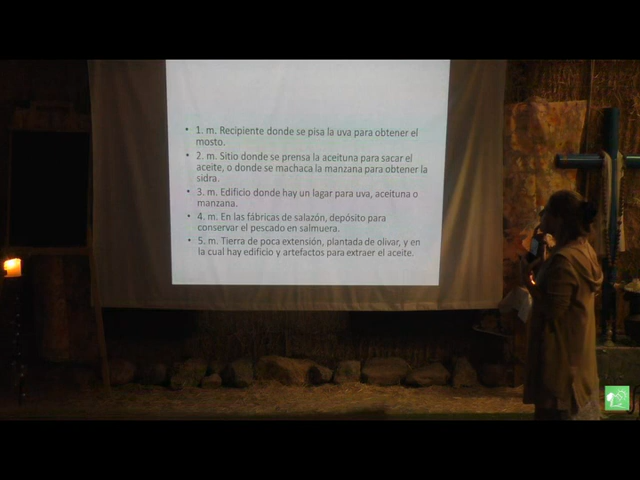 • 1. m. Recipiente donde se pisa la uva para obtener el
mosto.
• 2. m. Sitio donde se prensa la aceituna para sacar el
aceite, o donde se machaca la manzana para obtener la
sidra.
• 3. m. Edificio donde hay un lagar para uva, aceituna o
manzana.
• 4. m. En las fábricas de salazón, depósito para
conservar el pescado en salmuera.
• 5. m. Tierra de poca extensión, plantada de olivar, y en
la cual hay edificio y artefactos para extraer el aceite.